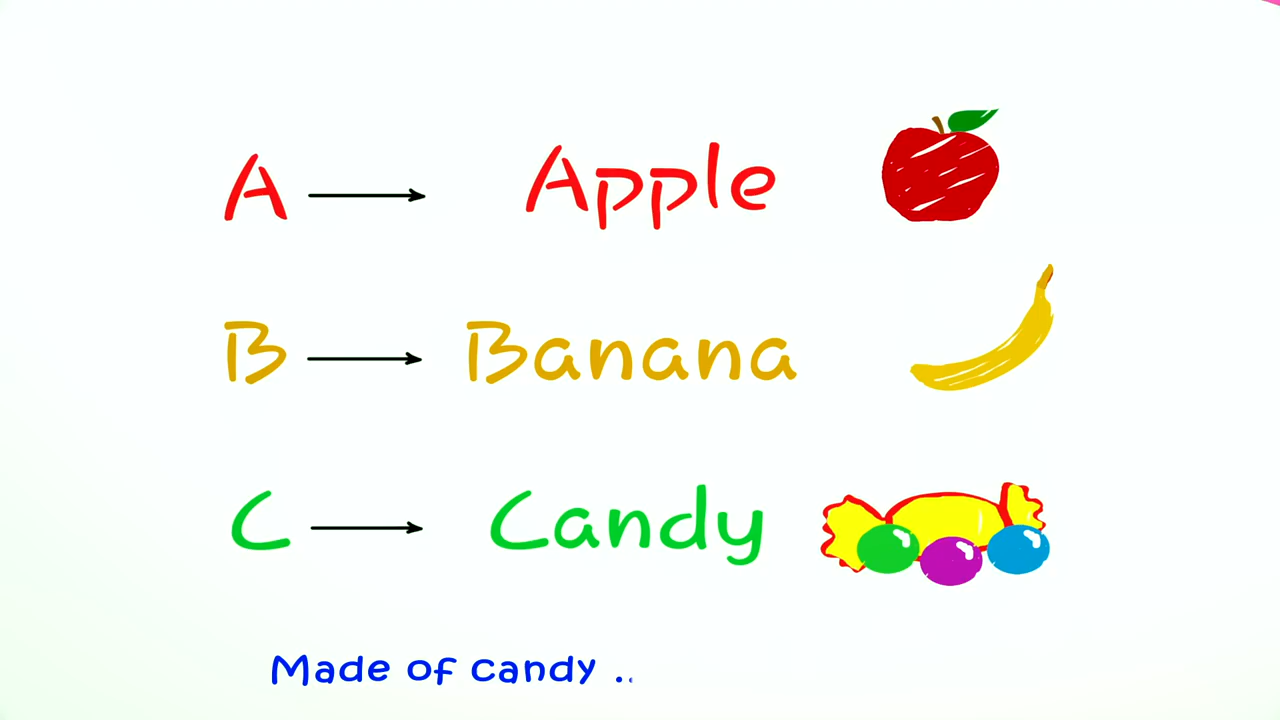 A → Apple
B → Banana
C → Candy
Made of candy ..